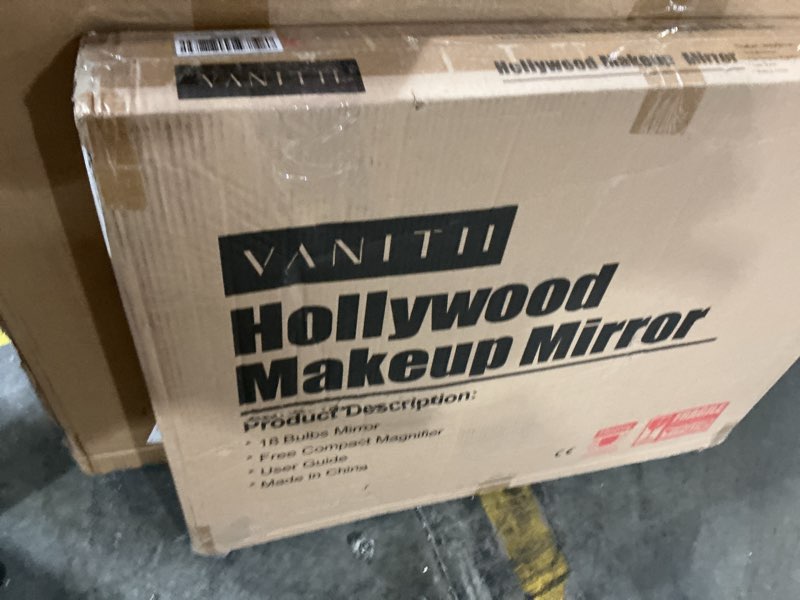 VANITII
Hollywood Makeup Mirror
VANITII
Hollywood
Makeup Mirror
Product Description:
* 18 Bulbs Mirror
* Free Compact Magnifier
* User Guide
* Made in China
CE
FRAGILE